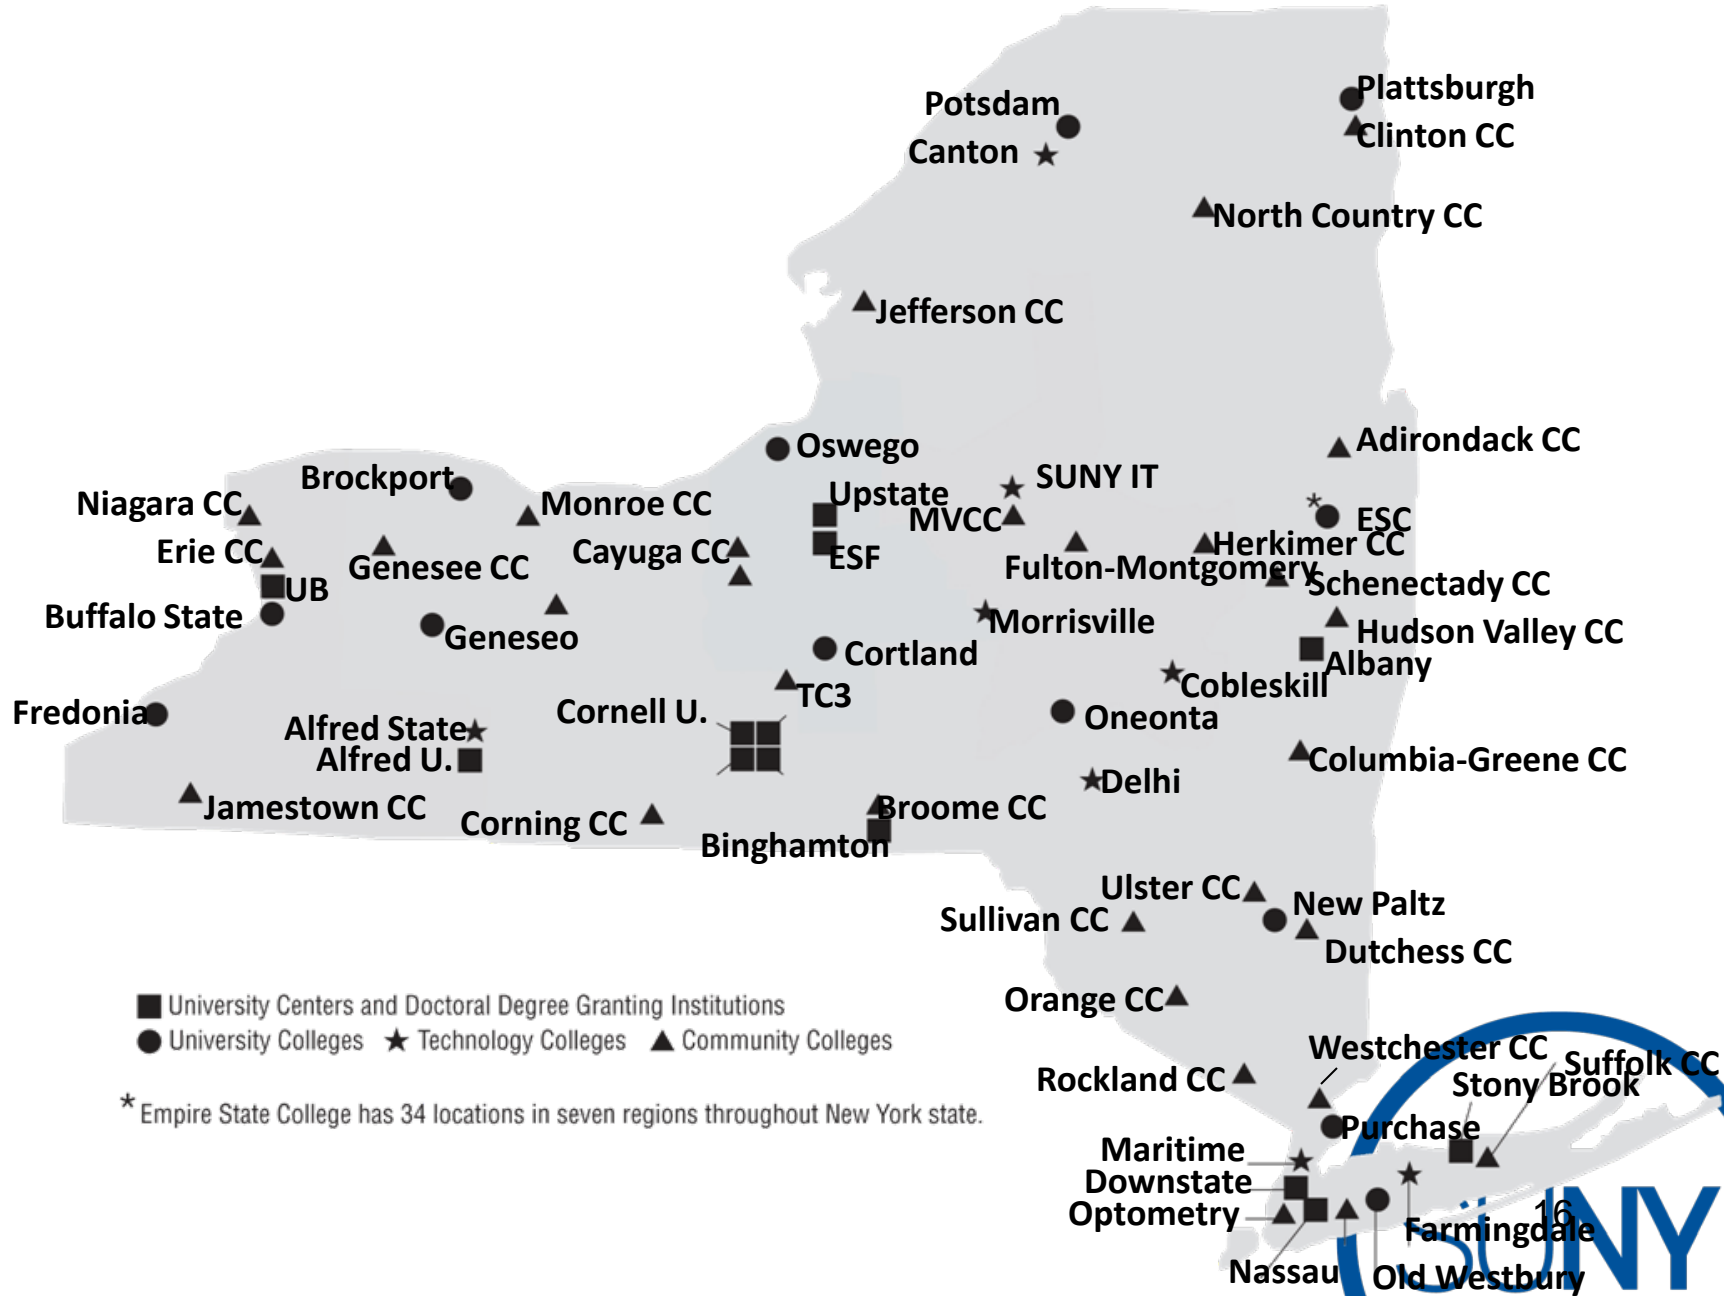 Plattsburgh
Potsdam
Clinton CC
Canton
North Country CC
Jefferson CC
Adirondack CC
Oswego
SUNY IT
Brockport
Upstate
Niagara CC
Monroe CC
MVCC
*
ESC
Herkimer CC
Erie CC
Cayuga CC
ESF
Genesee CC
Fulton-Montgomery
Schenectady CC
UB
Buffalo State
Morrisville
Hudson Valley CC
Geneseo
Cortland
Albany
Cobleskill
TC3
Fredonia
Cornell U.
Oneonta
Alfred State
Alfred U.
Columbia-Greene CC
Delhi
Jamestown CC
Broome CC
Corning CC
Binghamton
Ulster CC
New Paltz
Sullivan CC
Dutchess CC
Orange CC
University Centers and Doctoral Degree Granting Institutions
University Colleges Technology Colleges Community Colleges
* Empire State College has 34 locations in seven regions throughout New York state.
Westchester CC
Suffolk CC
Rockland CC
Stony Brook
Purchase
Maritime
Downstate
Optometry
16
Farmingdale
SUNY
Nassau
Old Westbury